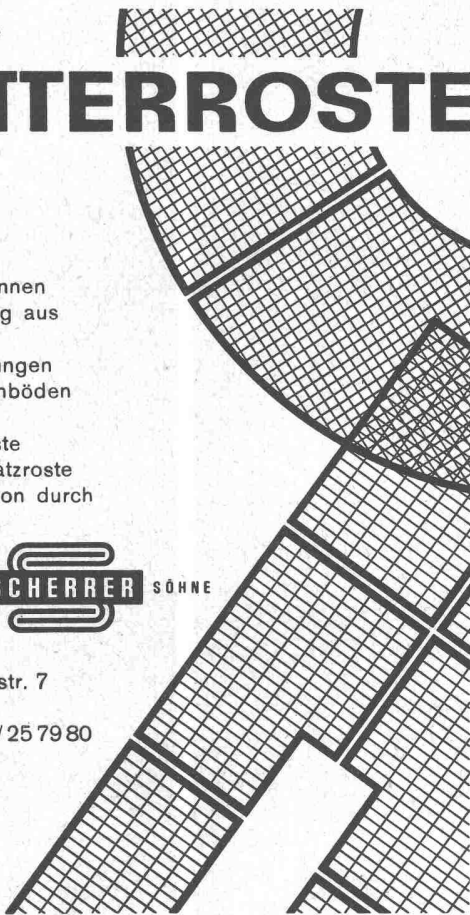 TTERROSTE
nnen
g aus
ungen
nböden
ste
atzroste
on durch
CHERRER SÖHNE
str. 7
/ 25 79 80